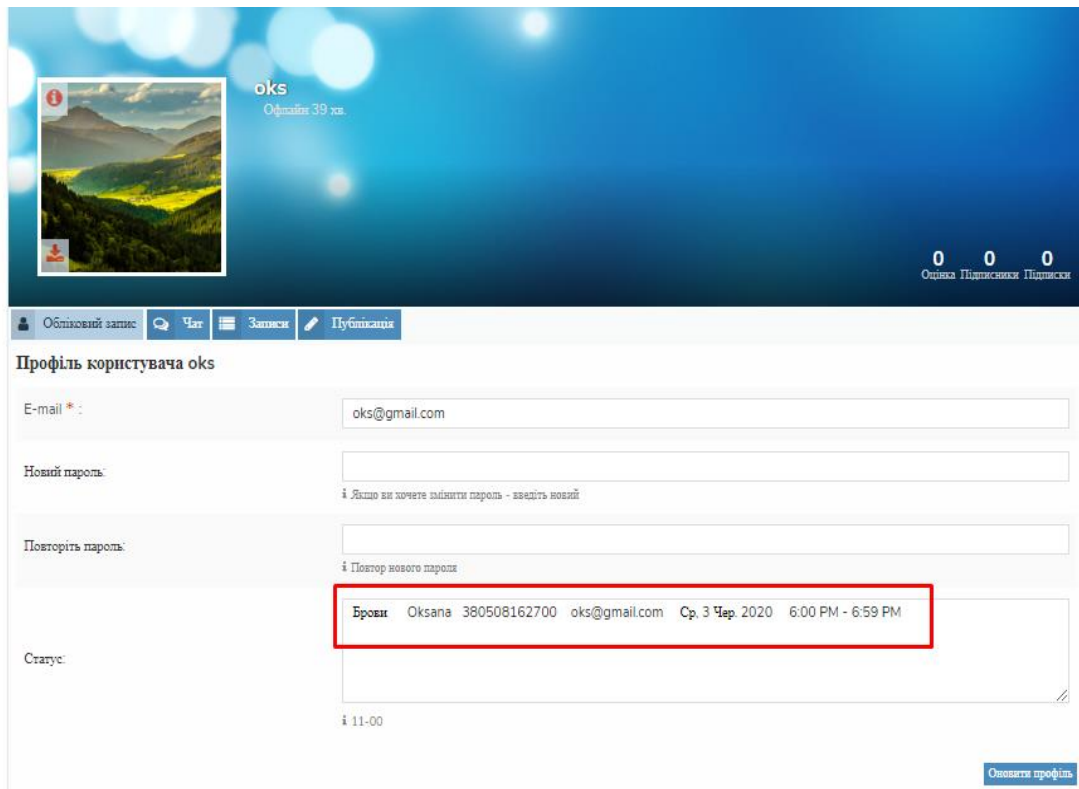 oks
Офлайн 39 хв.
0 0 0
Оцінка Підписники Підписки
Обліковий запис Чат Записи Публікація
Профіль користувача oks
E-mail * :
oks@gmail.com
Новий пароль:
i Якщо ви хочете змінити пароль - введіть новий
Повторіть пароль:
i Повтор нового пароля
Брови Oksana 380508162700 oks@gmail.com Ср, 3 Чер. 2020 6:00 PM - 6:59 PM
Статус:
i 11-00
Оновити профіль